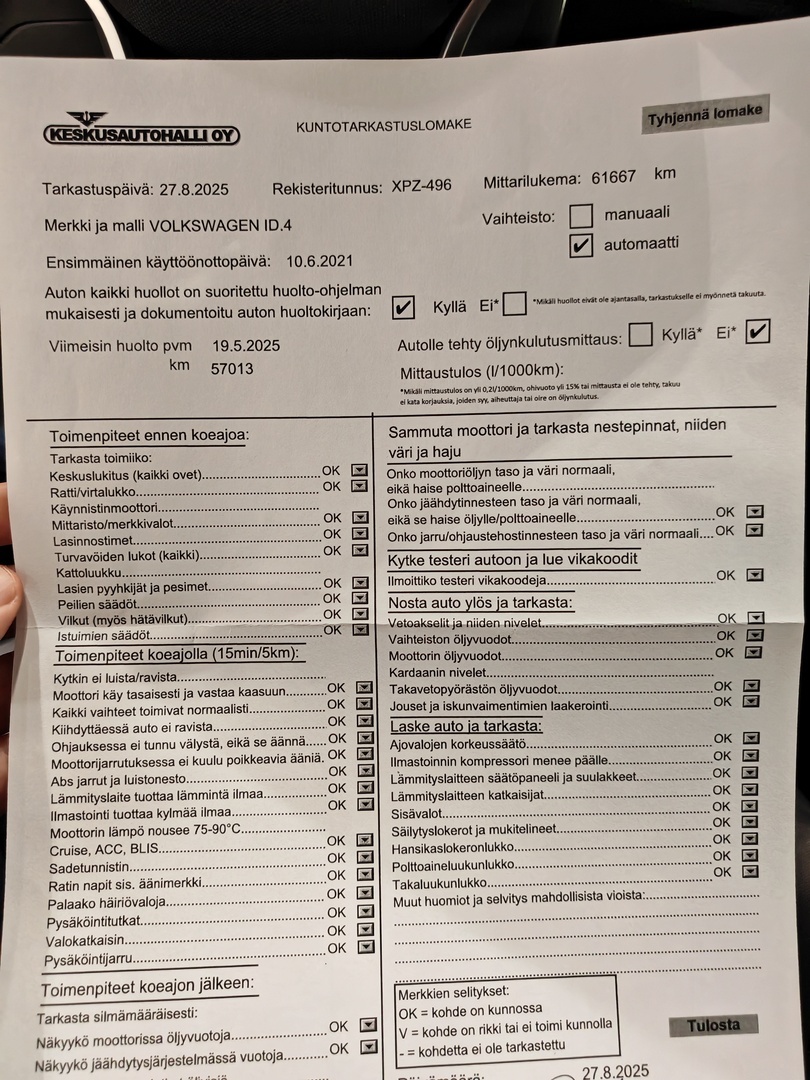 KESKUSAUTOHALLI OY
KUNTOTARKASTUSLOMAKE
Tyhjennä lomake
Tarkastuspäivä: 27.8.2025 Rekisteritunnus: XPZ-496 Mittarilukema: 61667 km
Merkki ja malli VOLKSWAGEN ID.4
Vaihteisto: manuaali
✔ automaatti
Ensimmäinen käyttöönottopäivä: 10.6.2021
Auton kaikki huollot on suoritettu huolto-ohjelman
mukaisesti ja dokumentoitu auton huoltokirjaan: ✔ Kyllä Ei* *Mikäli huollot eivät ole ajantasalla, tarkastukselle ei myönnetä takuuta.
Viimeisin huolto pvm 19.5.2025
km 57013
Autolle tehty öljynkulutusmittaus: Kyllä* Ei* ✔
Mittaustulos (l/1000km):
*Mikäli mittaustulos on yli 0,2l/1000km, ohivuoto yli 15% tai mittausta ei ole tehty, takuu
ei kata korjauksia, joiden syy, aiheuttaja tai oire on öljynkulutus.
Toimenpiteet ennen koeajoa:
Tarkasta toimiiko:
Keskuslukitus (kaikki ovet)........ OK
Ratti/virtalukko........ OK
Käynnistinmoottori........
Mittaristo/merkkivalot........ OK
Lasinnostimet........ OK
Turvavöiden lukot (kaikki)........ OK
Kattoluukku........
Lasien pyyhkijät ja pesimet........ OK
Peilien säädöt........ OK
Vilkut (myös hätävilkut)........ OK
Istuimien säädöt........ OK
Toimenpiteet koeajolla (15min/5km):
Kytkin ei luista/ravista........
Moottori käy tasaisesti ja vastaa kaasuun........ OK
Kaikki vaihteet toimivat normaalisti........ OK
Kiihdyttäessä auto ei ravista........ OK
Ohjauksessa ei tunnu välystä, eikä se äännä...... OK
Moottorijarrutuksessa ei kuulu poikkeavia ääniä. OK
Abs jarrut ja luistonesto........ OK
Lämmityslaite tuottaa lämmintä ilmaa........ OK
Ilmastointi tuottaa kylmää ilmaa........ OK
Moottorin lämpö nousee 75-90°C........
Cruise, ACC, BLIS........ OK
Sadetunnistin........ OK
Ratin napit sis. äänimerkki........ OK
Palaako häiriövaloja........ OK
Pysäköintitutkat........ OK
Valokatkaisin........ OK
Pysäköintijarru........ OK
Toimenpiteet koeajon jälkeen:
Tarkasta silmämääräisesti:
Näkyykö moottorissa öljyvuotoja........ OK
Näkyykö jäähdytysjärjestelmässä vuotoja........ OK
Sammuta moottori ja tarkasta nestepinnat, niiden
väri ja haju
Onko moottoriöljyn taso ja väri normaali,
eikä haise polttoaineelle........
Onko jäähdytinnesteen taso ja väri normaali,
eikä se haise öljylle/polttoaineelle........ OK
Onko jarru/ohjaustehostinnesteen taso ja väri normaali.... OK
Kytke testeri autoon ja lue vikakoodit
Ilmoittiko testeri vikakoodeja........ OK
Nosta auto ylös ja tarkasta:
Vetoakselit ja niiden nivelet........ OK
Vaihteiston öljyvuodot........ OK
Moottorin öljyvuodot........ OK
Kardaanin nivelet........
Takavetopyörästön öljyvuodot........ OK
Jouset ja iskunvaimentimien laakerointi........ OK
Laske auto ja tarkasta:
Ajovalojen korkeussäätö........ OK
Ilmastoinnin kompressori menee päälle........ OK
Lämmityslaitteen säätöpaneeli ja suulakkeet........ OK
Lämmityslaitteen katkaisijat........ OK
Sisävalot........ OK
Säilytyslokerot ja mukitelineet........ OK
Hansikaslokeronlukko........ OK
Polttoaineluukunlukko........ OK
Takaluukunlukko........ OK
Muut huomiot ja selvitys mahdollisista vioista:........
Merkkien selitykset:
OK = kohde on kunnossa
V = kohde on rikki tai ei toimi kunnolla
- = kohdetta ei ole tarkastettu
Tulosta
27.8.2025